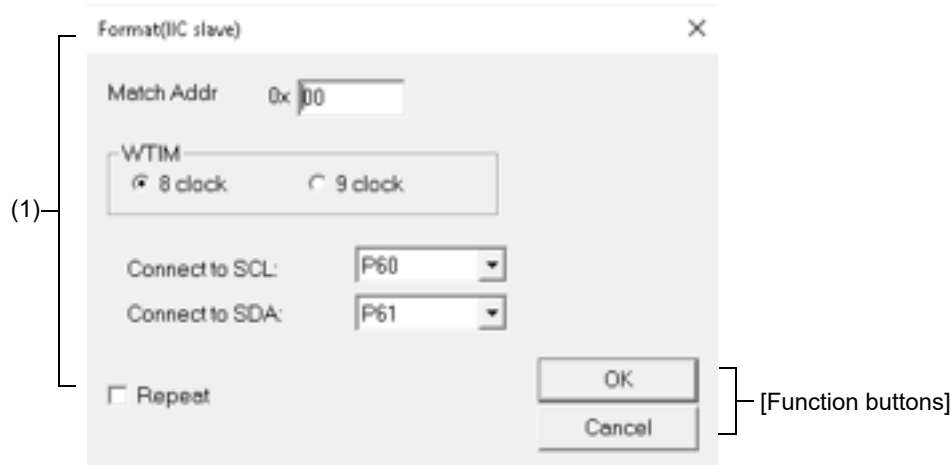 Format(IIC slave)
Match Addr 0x 00
WTIM
8 clock 9 clock
(1)
Connect to SCL: P60
Connect to SDA: P61
Repeat
OK
[Function buttons]
Cancel